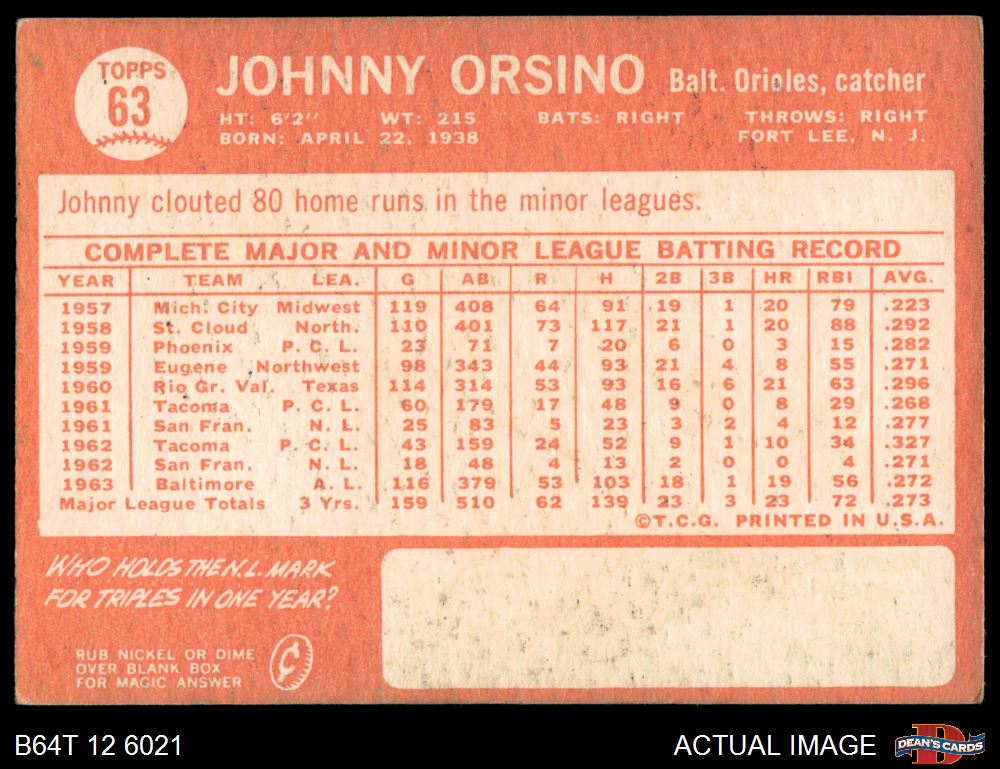 TOPPS
63
JOHNNY ORSINO Balt. Orioles, catcher
HT: 6'2" WT: 215 BATS: RIGHT THROWS: RIGHT
BORN: APRIL 22, 1938 FORT LEE, N. J.
Johnny clouted 80 home runs in the minor leagues.
COMPLETE MAJOR AND MINOR LEAGUE BATTING RECORD
YEAR TEAM LEA. G AB R H 2B 3B HR RBI AVG.
1957 Mich. City Midwest 119 408 64 91 19 1 20 79 .223
1958 St. Cloud North. 110 401 73 117 21 1 20 88 .292
1959 Phoenix P. C. L. 23 71 7 20 6 0 3 15 .282
1959 Eugene Northwest 98 343 44 93 21 4 8 55 .271
1960 Rio Gr. Val. Texas 114 314 53 93 16 6 21 63 .296
1961 Tacoma P. C. L. 60 179 17 48 9 0 8 29 .268
1961 San Fran. N. L. 25 83 5 23 3 2 4 12 .277
1962 Tacoma P. C. L. 43 159 24 52 9 1 10 34 .327
1962 San Fran. N. L. 18 48 4 13 2 0 0 4 .271
1963 Baltimore A. L. 116 379 53 103 18 1 19 56 .272
Major League Totals 3 Yrs. 159 510 62 139 23 3 23 72 .273
©T.C.G. PRINTED IN U.S.A.
WHO HOLDS THE N.L. MARK
FOR TRIPLES IN ONE YEAR?
RUB NICKEL OR DIME
OVER BLANK BOX
FOR MAGIC ANSWER
¢
B64T 12 6021 ACTUAL IMAGE D DEAN'S CARDS